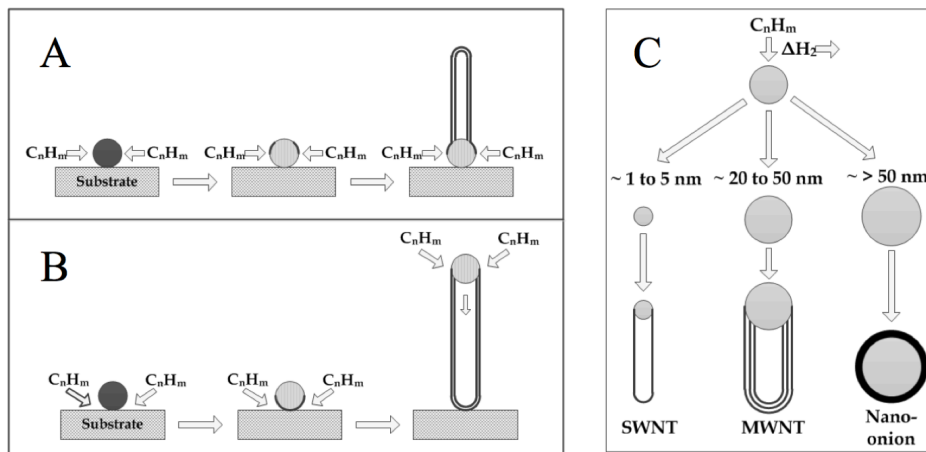 A
CnHm CnHm CnHm CnHm CnHm CnHm
Substrate
B
CnHm CnHm
CnHm CnHm CnHm CnHm
Substrate
C
CnHm
ΔH2
~ 1 to 5 nm ~ 20 to 50 nm ~ > 50 nm
SWNT MWNT Nano-
onion